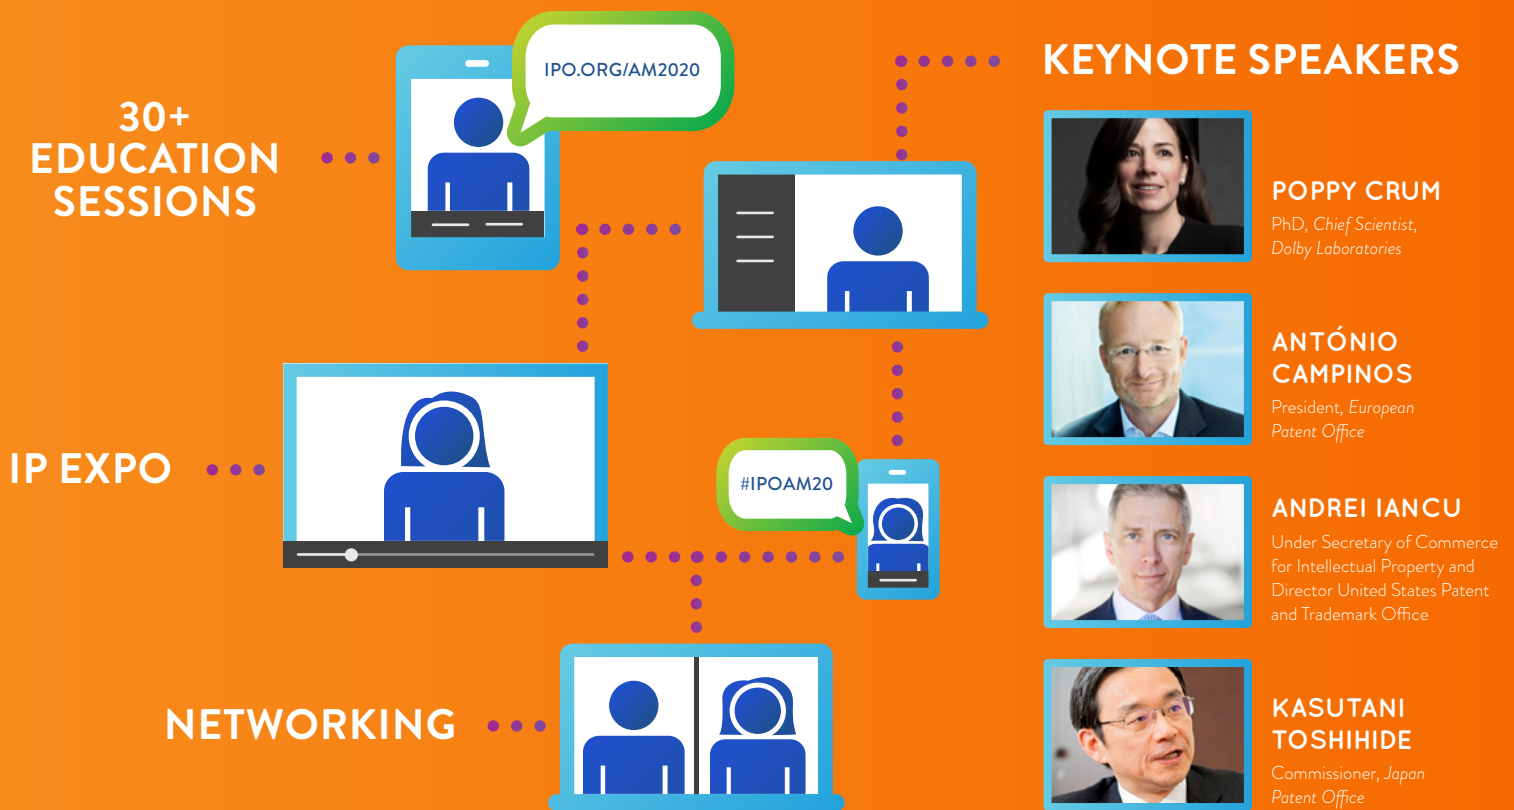 30+
EDUCATION
SESSIONS
IPO.ORG/AM2020
IP EXPO
#IPOAM20
NETWORKING
KEYNOTE SPEAKERS
POPPY CRUM
PhD, Chief Scientist,
Dolby Laboratories
ANTÓNIO
CAMPINOS
President, European
Patent Office
ANDREI IANCU
Under Secretary of Commerce
for Intellectual Property and
Director United States Patent
and Trademark Office
KASUTANI
TOSHIHIDE
Commissioner, Japan
Patent Office